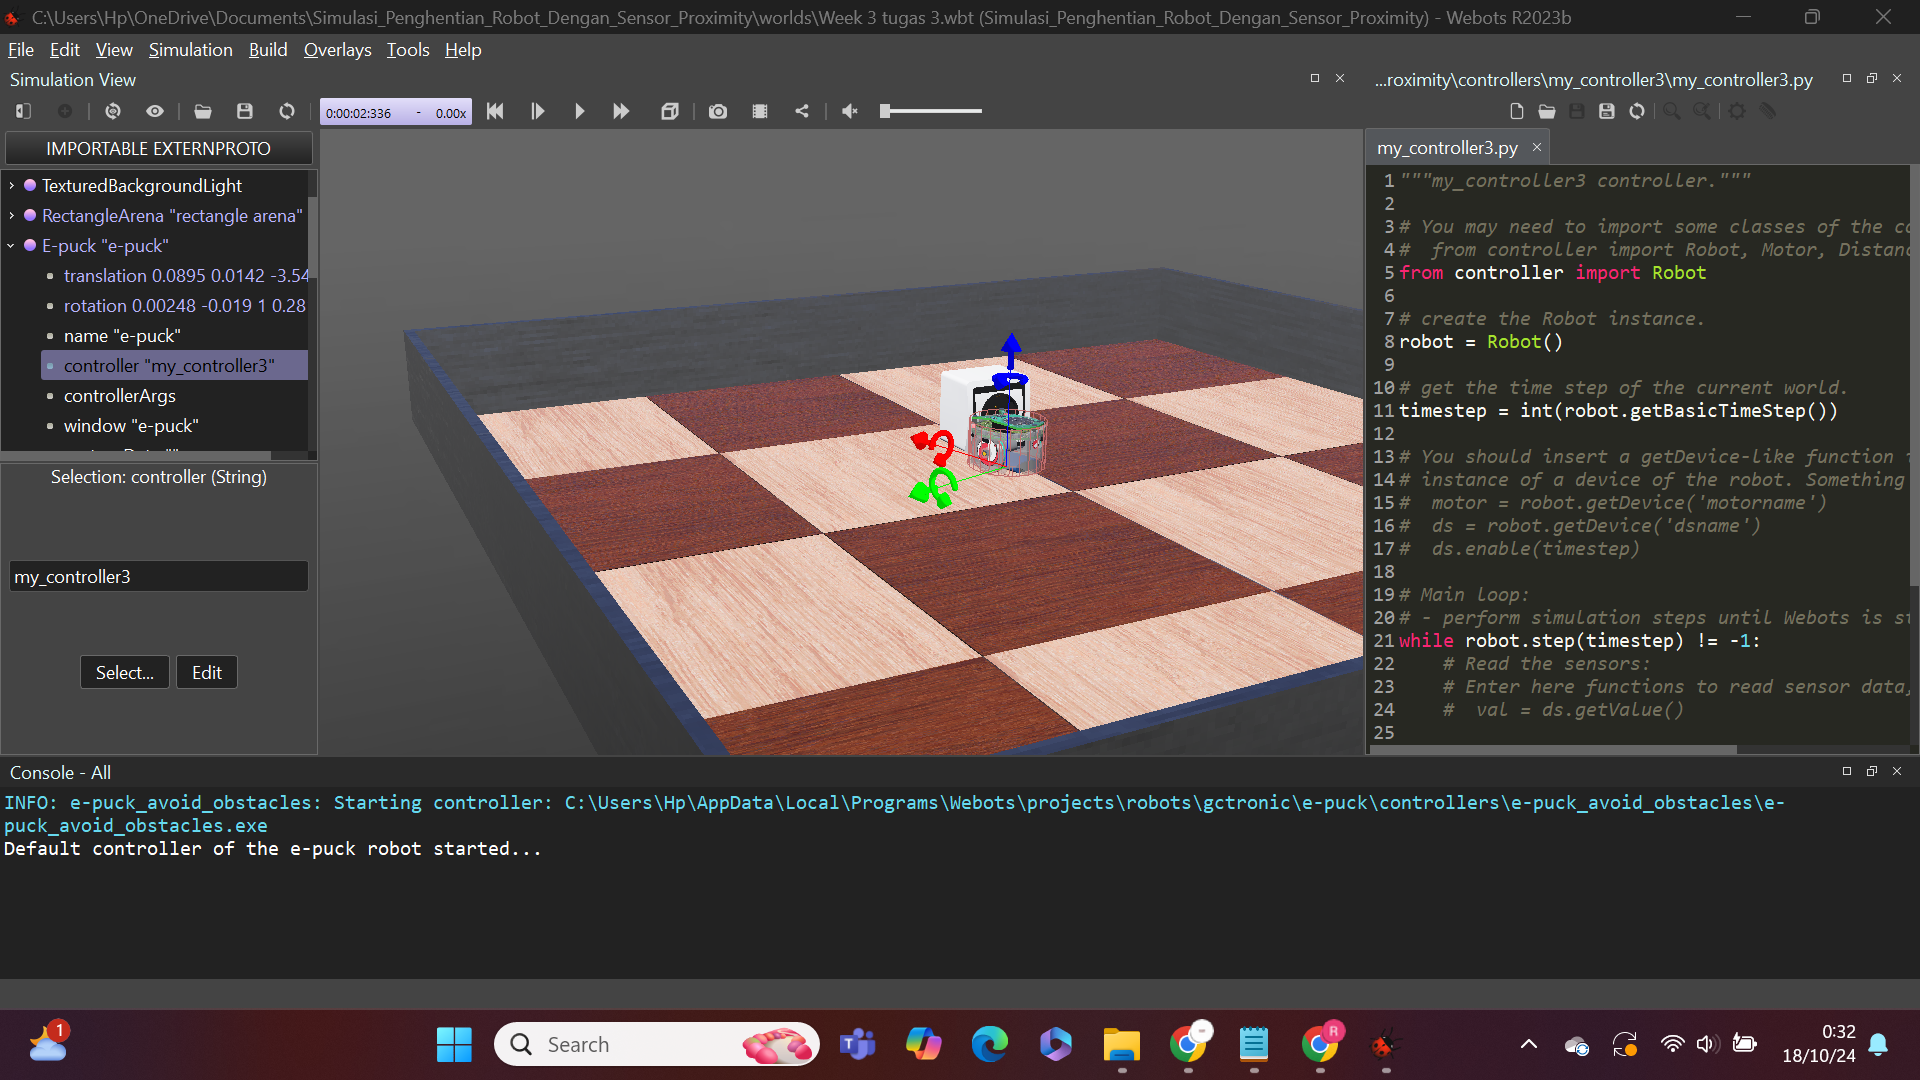 C:\Users\Hp\OneDrive\Documents\Simulasi_Penghentian_Robot_Dengan_Sensor_Proximity\worlds\Week 3 tugas 3.wbt (Simulasi_Penghentian_Robot_Dengan_Sensor_Proximity) - Webots R2023b
File Edit View Simulation Build Overlays Tools Help
Simulation View
...roximity\controllers\my_controller3\my_controller3.py
0:00:02:336 - 0.00x
IMPORTABLE EXTERNPROTO
TexturedBackgroundLight
RectangleArena "rectangle arena"
E-puck "e-puck"
translation 0.0895 0.0142 -3.54
rotation 0.00248 -0.019 1 0.28
name "e-puck"
controller "my_controller3"
controllerArgs
window "e-puck"
Selection: controller (String)
my_controller3
Select...
Edit
my_controller3.py
1 """my_controller3 controller."""
2
3 # You may need to import some classes of the co
4 #  from controller import Robot, Motor, Distanc
5 from controller import Robot
6
7 # create the Robot instance.
8 robot = Robot()
9
10 # get the time step of the current world.
11 timestep = int(robot.getBasicTimeStep())
12
13 # You should insert a getDevice-like function
14 # instance of a device of the robot. Something
15 #  motor = robot.getDevice('motorname')
16 #  ds = robot.getDevice('dsname')
17 #  ds.enable(timestep)
18
19 # Main loop:
20 # - perform simulation steps until Webots is st
21 while robot.step(timestep) != -1:
22     # Read the sensors:
23     # Enter here functions to read sensor data,
24     #  val = ds.getValue()
25
Console - All
INFO: e-puck_avoid_obstacles: Starting controller: C:\Users\Hp\AppData\Local\Programs\Webots\projects\robots\gctronic\e-puck\controllers\e-puck_avoid_obstacles\e-
puck_avoid_obstacles.exe
Default controller of the e-puck robot started...
1
Search
R
0:32
18/10/24